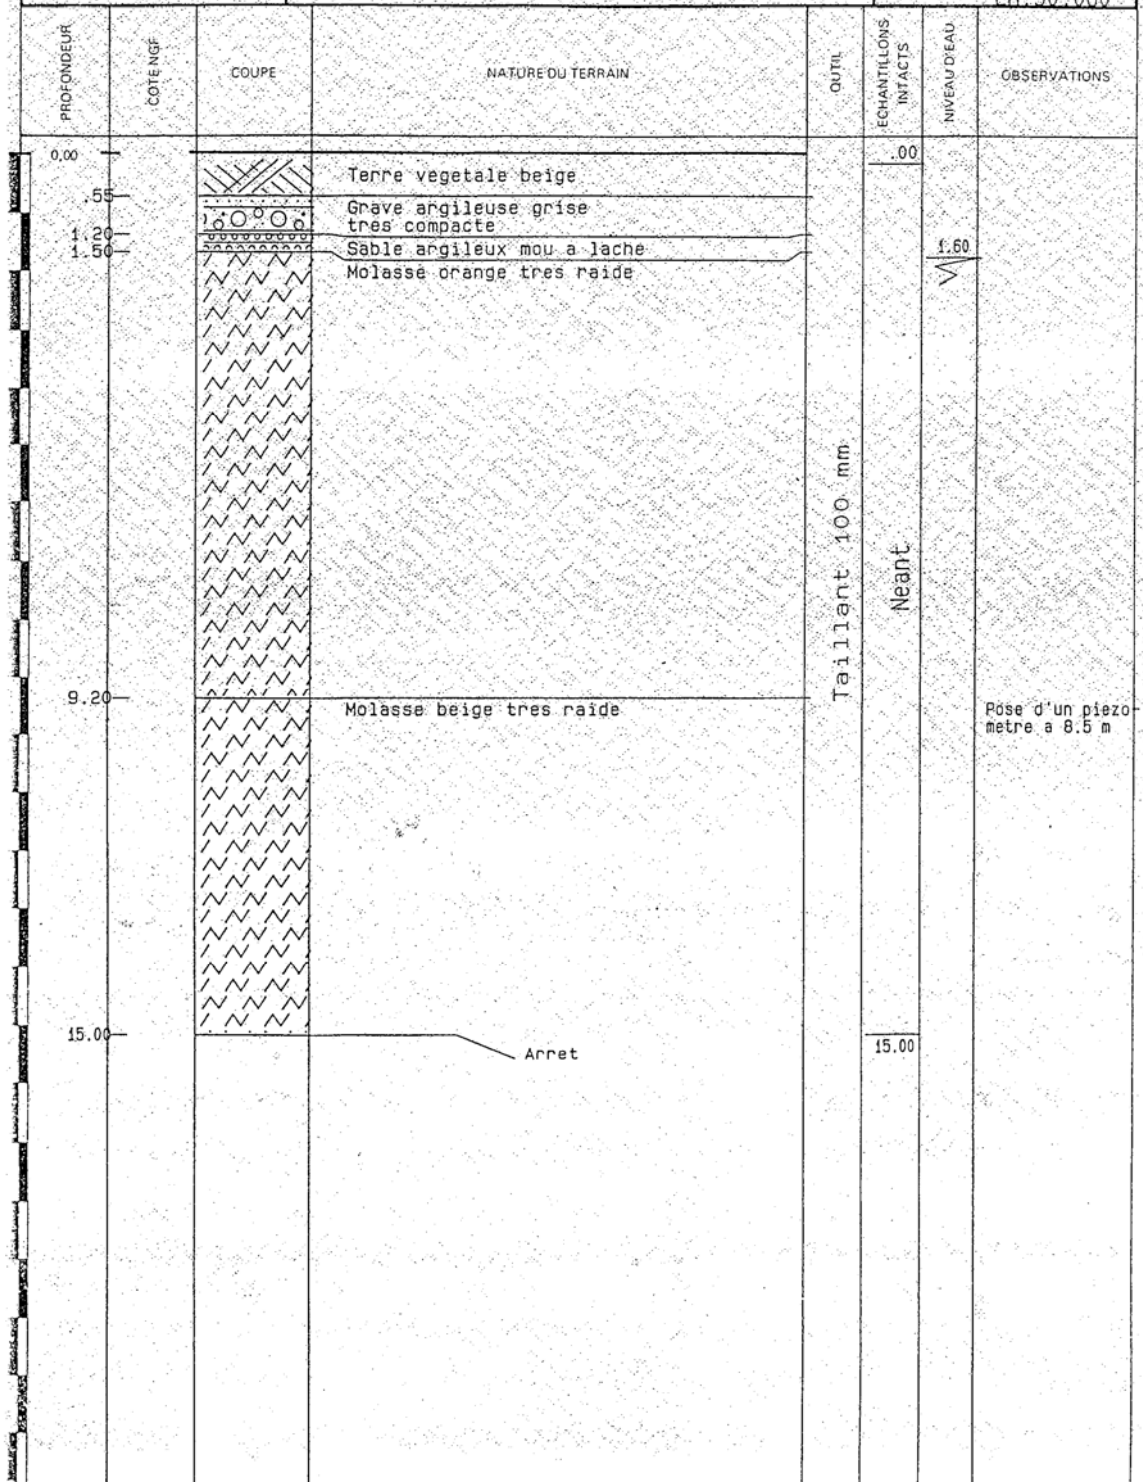 PROFONDEUR
COTE NGF
COUPE
NATURE DU TERRAIN
OUTIL
ECHANTILLONS
INTACTS
NIVEAU D'EAU
OBSERVATIONS
0.00
.00
Terre vegetale beige
.55
Grave argileuse grise
tres compacte
1.20
Sable argileux mou a lache
1.50
1.60
Molasse orange tres raide
Taillant 100 mm
Neant
9.20
Molasse beige tres raide
Pose d'un piezo-
metre a 8.5 m
15.00
Arret
15.00